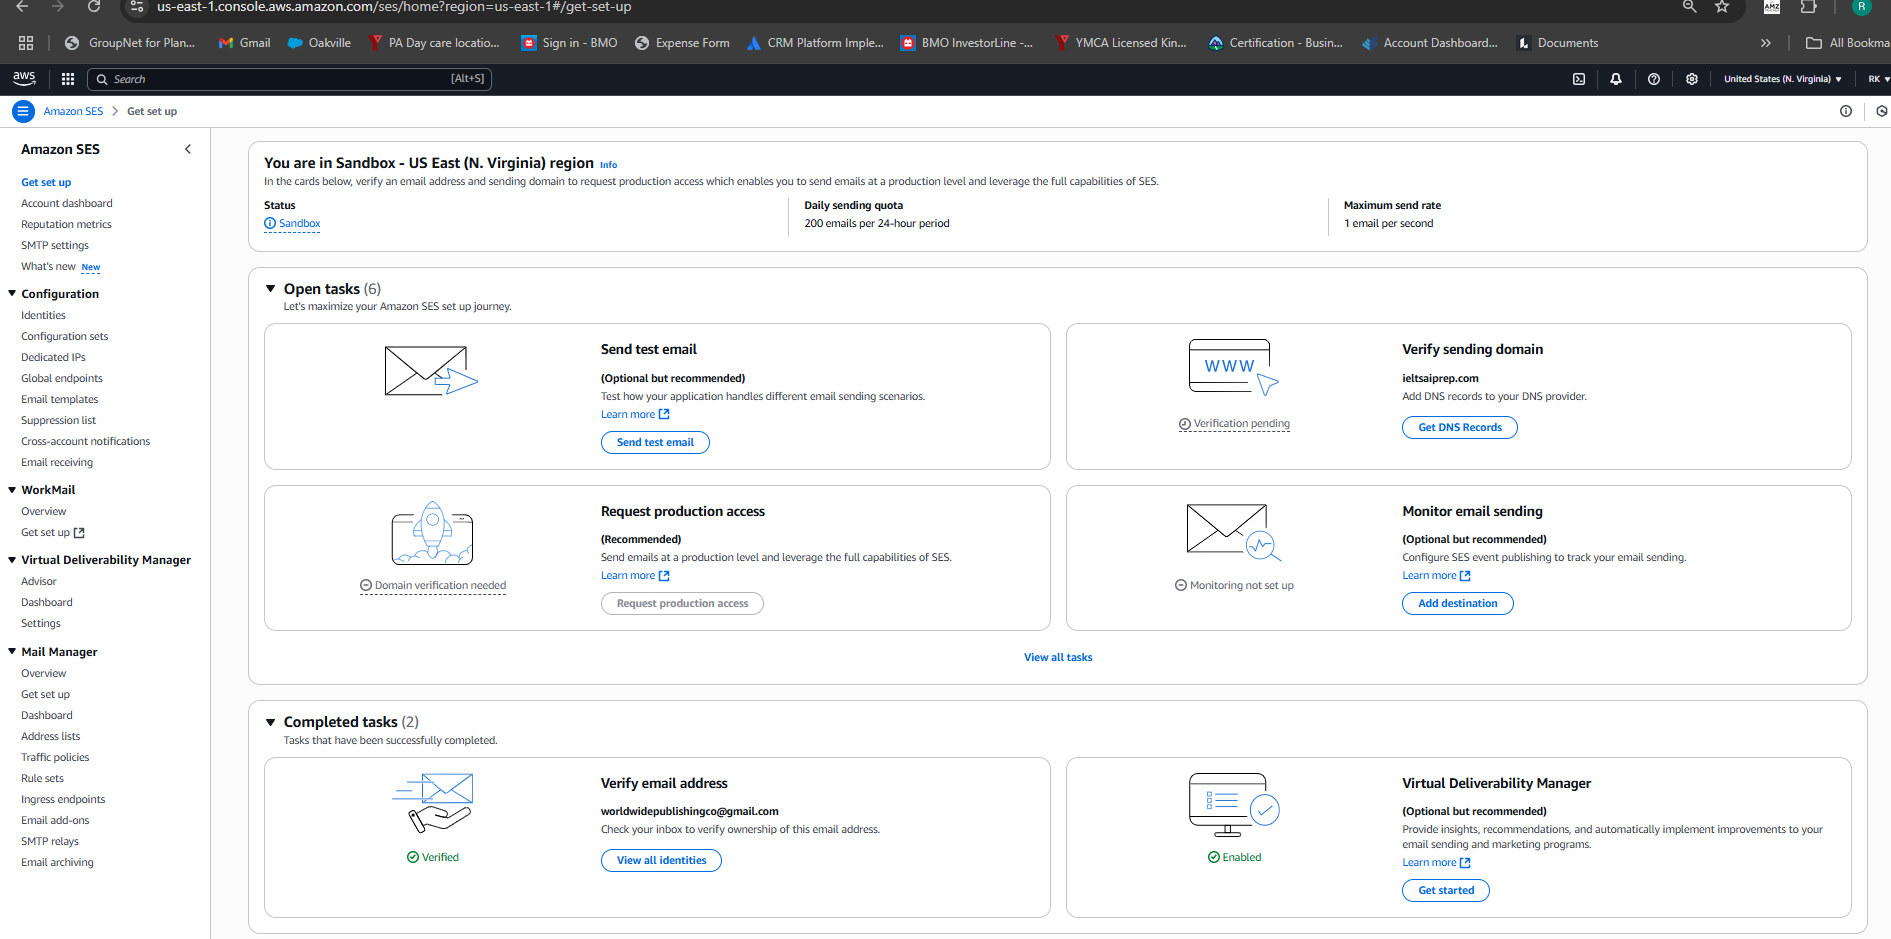 us-east-1.console.aws.amazon.com/ses/home?region=us-east-1#/get-set-up
AMZ
R
GroupNet for Plan...
Gmail
Oakville
PA Day care locatio...
Sign in - BMO
Expense Form
CRM Platform Imple...
BMO InvestorLine -...
YMCA Licensed Kin...
Certification - Busin...
Account Dashboard...
Documents
All Bookma
aws
Search
[Alt+S]
United States (N. Virginia)
RK
Amazon SES
Get set up
Amazon SES
Get set up
Account dashboard
Reputation metrics
SMTP settings
What's new New
Configuration
Identities
Configuration sets
Dedicated IPs
Global endpoints
Email templates
Suppression list
Cross-account notifications
Email receiving
WorkMail
Overview
Get set up
Virtual Deliverability Manager
Advisor
Dashboard
Settings
Mail Manager
Overview
Get set up
Dashboard
Address lists
Traffic policies
Rule sets
Ingress endpoints
Email add-ons
SMTP relays
Email archiving
You are in Sandbox - US East (N. Virginia) region Info
In the cards below, verify an email address and sending domain to request production access which enables you to send emails at a production level and leverage the full capabilities of SES.
Status
Sandbox
Daily sending quota
200 emails per 24-hour period
Maximum send rate
1 email per second
Open tasks (6)
Let's maximize your Amazon SES set up journey.
Send test email
(Optional but recommended)
Test how your application handles different email sending scenarios.
Learn more
Send test email
WWW
Verification pending
Verify sending domain
ieltsaiprep.com
Add DNS records to your DNS provider.
Get DNS Records
Domain verification needed
Request production access
(Recommended)
Send emails at a production level and leverage the full capabilities of SES.
Learn more
Request production access
Monitoring not set up
Monitor email sending
(Optional but recommended)
Configure SES event publishing to track your email sending.
Learn more
Add destination
View all tasks
Completed tasks (2)
Tasks that have been successfully completed.
Verified
Verify email address
worldwidepublishingco@gmail.com
Check your inbox to verify ownership of this email address.
View all identities
Enabled
Virtual Deliverability Manager
(Optional but recommended)
Provide insights, recommendations, and automatically implement improvements to your
email sending and marketing programs.
Learn more
Get started